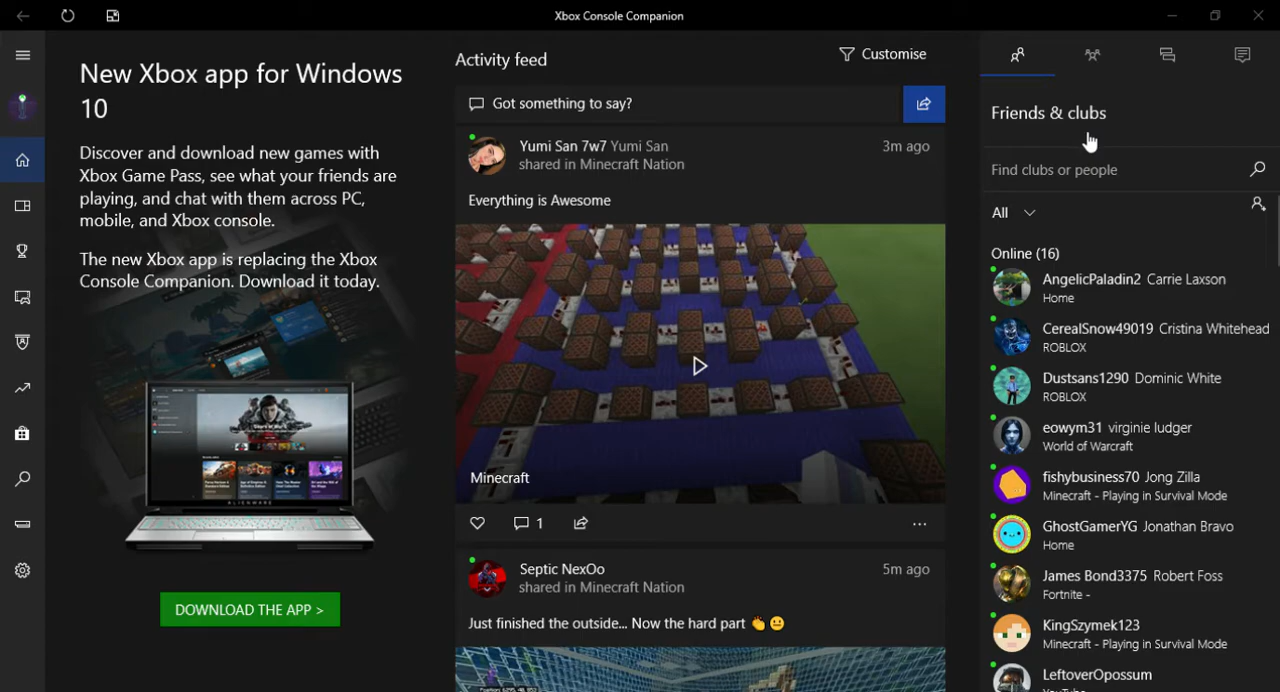 Xbox Console Companion
New Xbox app for Windows
10
Discover and download new games with
Xbox Game Pass, see what your friends are
playing, and chat with them across PC,
mobile, and Xbox console.
The new Xbox app is replacing the Xbox
Console Companion. Download it today.
ALIENWARE
DOWNLOAD THE APP >
Activity feed
Customise
Got something to say?
Yumi San 7w7 Yumi San
3m ago
shared in Minecraft Nation
Everything is Awesome
Minecraft
1
Septic NexOo
5m ago
shared in Minecraft Nation
Just finished the outside... Now the hard part 👏😐
Friends & clubs
Find clubs or people
All
Online (16)
AngelicPaladin2 Carrie Laxson
Home
CerealSnow49019 Cristina Whitehead
ROBLOX
Dustsans1290 Dominic White
ROBLOX
eowym31 virginie ludger
World of Warcraft
fishybusiness70 Jong Zilla
Minecraft - Playing in Survival Mode
GhostGamerYG Jonathan Bravo
Home
James Bond3375 Robert Foss
Fortnite -
KingSzymek123
Minecraft - Playing in Survival Mode
LeftoverOpossum
YouTube